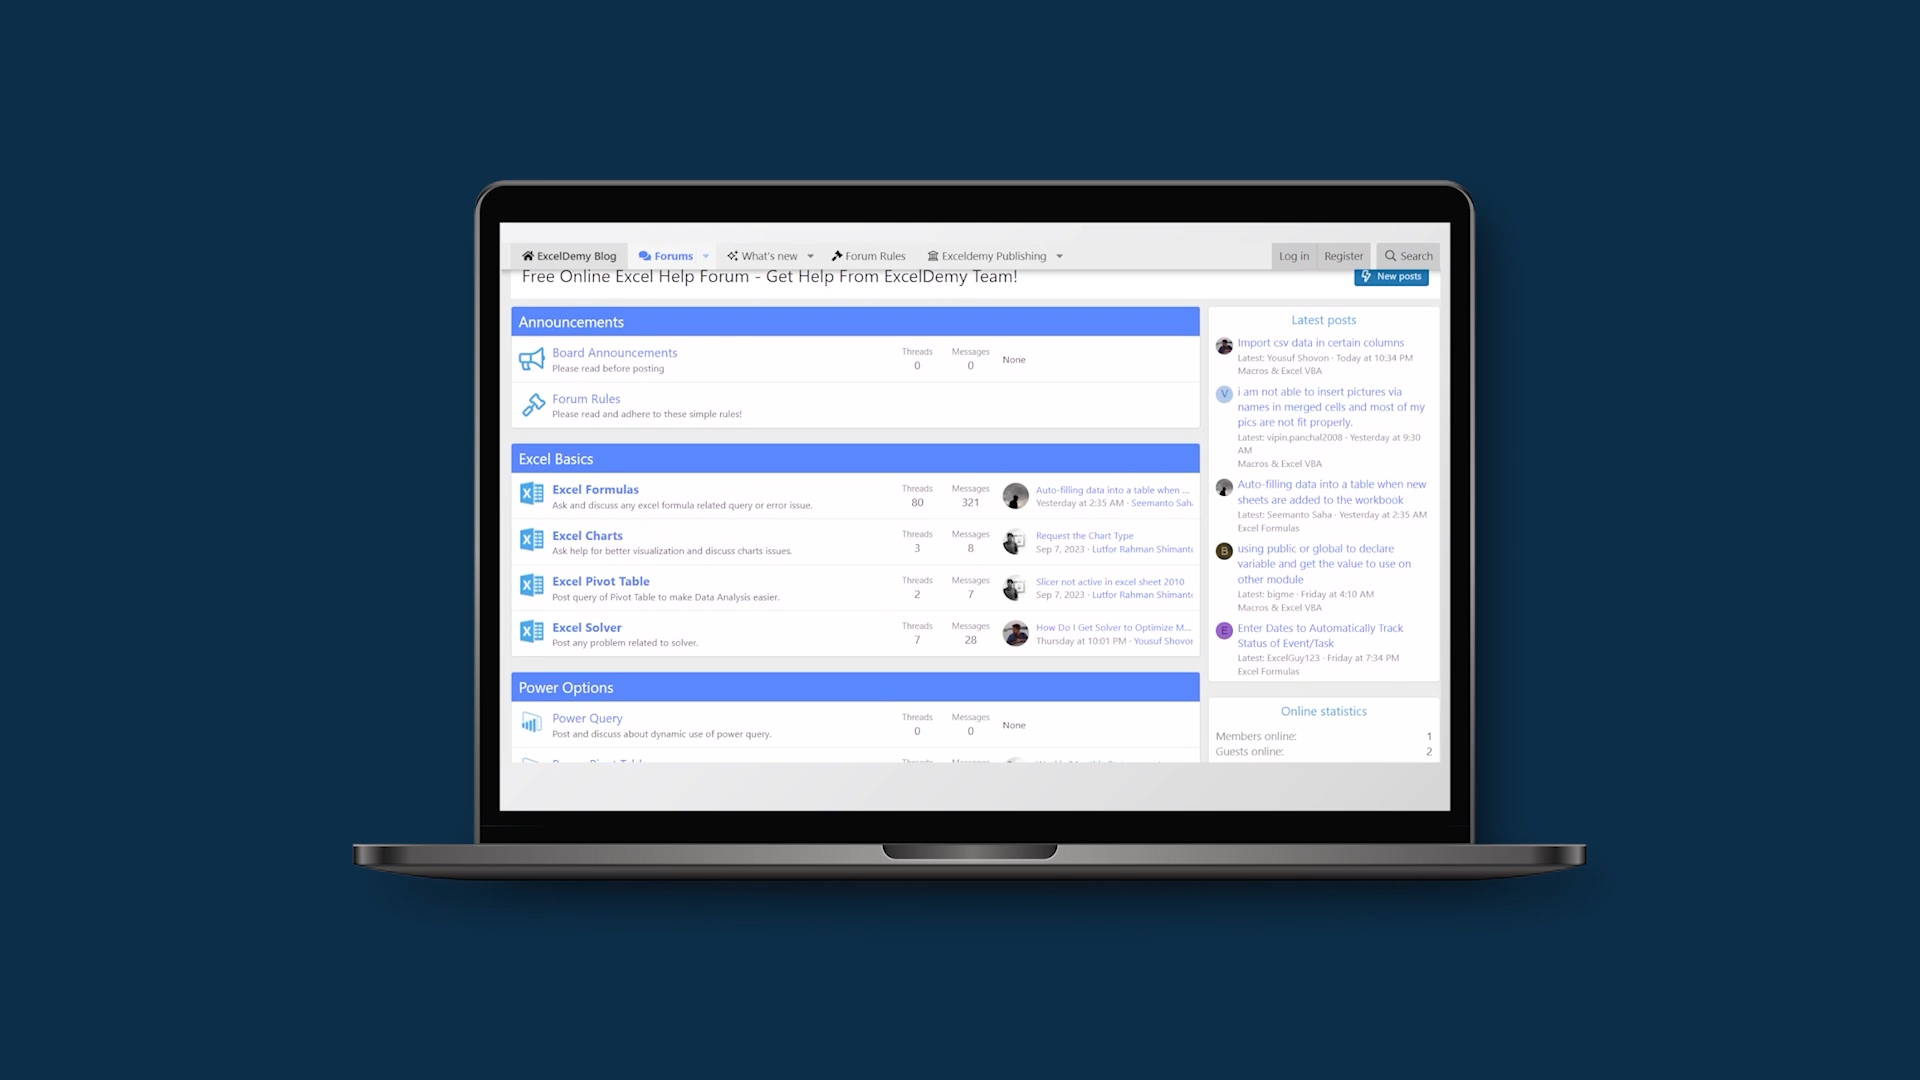 ExcelDemy Blog Forums What's new Forum Rules Exceldemy Publishing Log in Register Search
Free Online Excel Help Forum - Get Help From ExcelDemy Team!
New posts
Announcements
Board Announcements
Please read before posting
Threads
0
Messages
0
None
Forum Rules
Please read and adhere to these simple rules!
Excel Basics
Excel Formulas
Ask and discuss any excel formula related query or error issue.
Threads
80
Messages
321
Auto-filling data into a table when ...
Yesterday at 2:35 AM · Seemanto Sah
Excel Charts
Ask help for better visualization and discuss charts issues.
Threads
3
Messages
8
Request the Chart Type
Sep 7, 2023 · Lutfor Rahman Shimant
Excel Pivot Table
Post query of Pivot Table to make Data Analysis easier.
Threads
2
Messages
7
Slicer not active in excel sheet 2010
Sep 7, 2023 · Lutfor Rahman Shimant
Excel Solver
Post any problem related to solver.
Threads
7
Messages
28
How Do I Get Solver to Optimize M...
Thursday at 10:01 PM · Yousuf Shovor
Power Options
Power Query
Post and discuss about dynamic use of power query.
Threads
0
Messages
0
None
Latest posts
Import csv data in certain columns
Latest: Yousuf Shovon · Today at 10:34 PM
Macros & Excel VBA
V
i am not able to insert pictures via
names in merged cells and most of my
pics are not fit properly.
Latest: vipin.panchal2008 · Yesterday at 9:30
AM
Macros & Excel VBA
Auto-filling data into a table when new
sheets are added to the workbook
Latest: Seemanto Saha · Yesterday at 2:35 AM
Excel Formulas
B
using public or global to declare
variable and get the value to use on
other module
Latest: bigme · Friday at 4:10 AM
Macros & Excel VBA
E
Enter Dates to Automatically Track
Status of Event/Task
Latest: ExcelGuy123 · Friday at 7:34 PM
Excel Formulas
Online statistics
Members online: 1
Guests online: 2